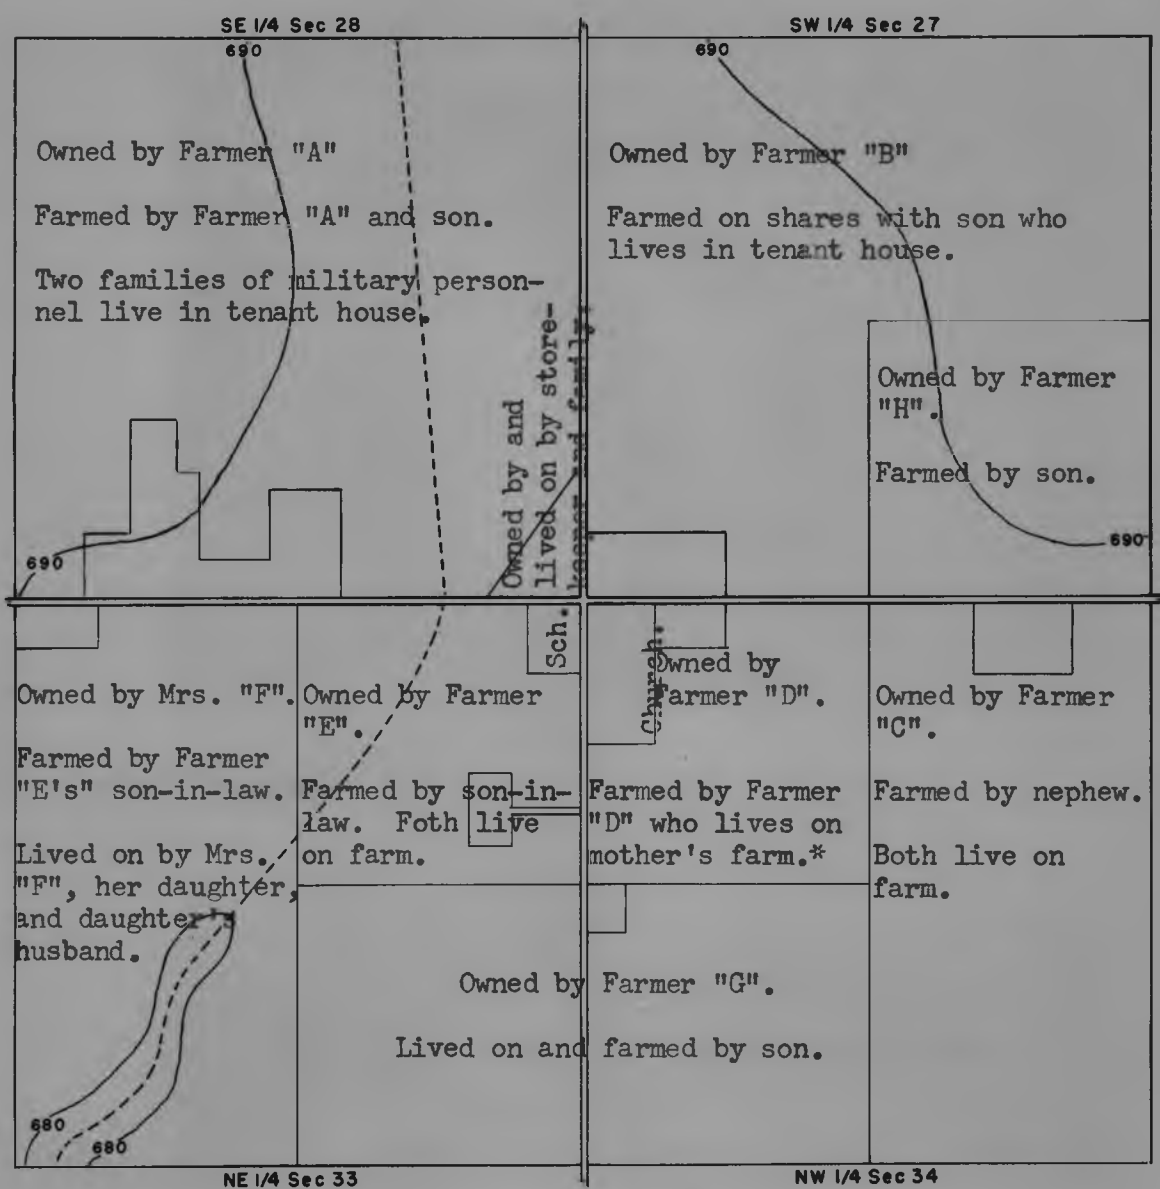 SE 1/4 Sec 28
SW 1/4 Sec 27
690
Owned by Farmer "A"
Farmed by Farmer "A" and son.
Two families of military person-
nel live in tenant house.
690
Owned by and
lived on by store-
keeper and family.
690
Owned by Farmer "B"
Farmed on shares with son who
lives in tenant house.
Owned by Farmer
"H".
Farmed by son.
690
Owned by Mrs. "F".
Farmed by Farmer
"E's" son-in-law.
Lived on by Mrs.
"F", her daughter,
and daughter's
husband.
680
680
Sch.
Owned by Farmer
"E".
Farmed by son-in-
law. Foth live
on farm.
Church.
Owned by
Farmer "D".
Farmed by Farmer
"D" who lives on
mother's farm.*
Owned by Farmer
"C".
Farmed by nephew.
Both live on
farm.
Owned by Farmer "G".
Lived on and farmed by son.
NE 1/4 Sec 33
NW 1/4 Sec 34